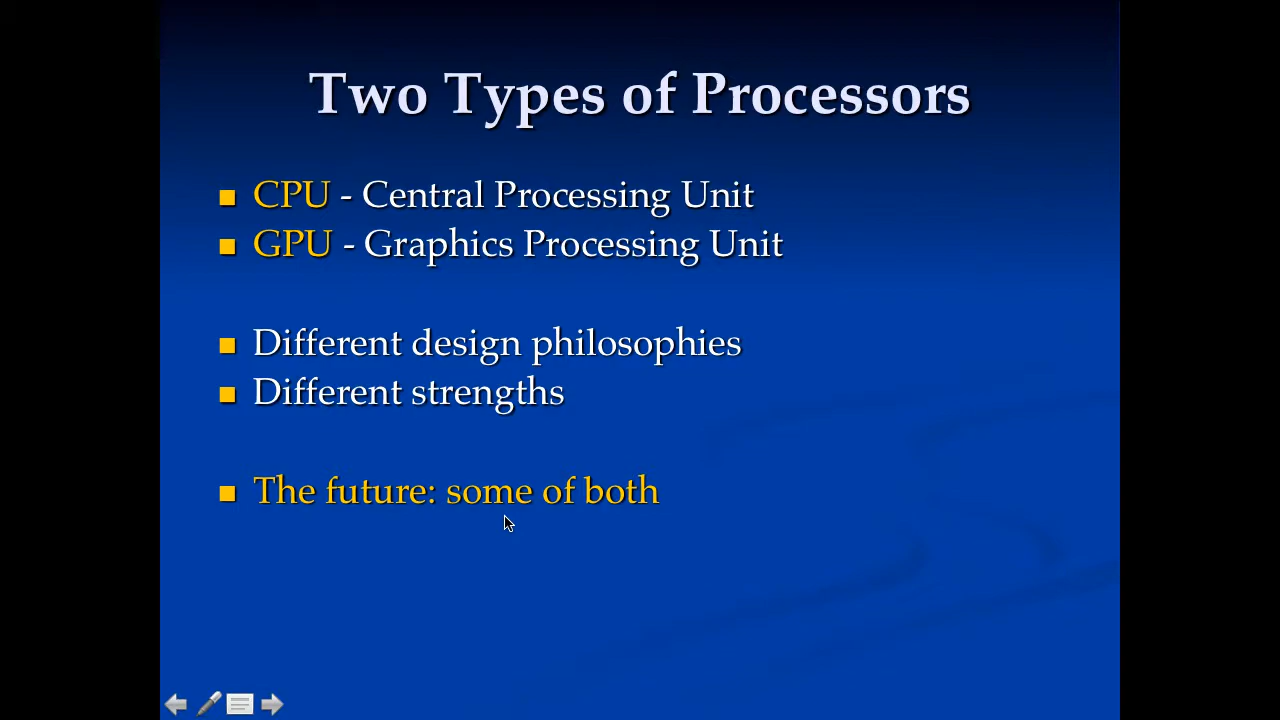 Two Types of Processors
CPU - Central Processing Unit
GPU - Graphics Processing Unit
Different design philosophies
Different strengths
The future: some of both